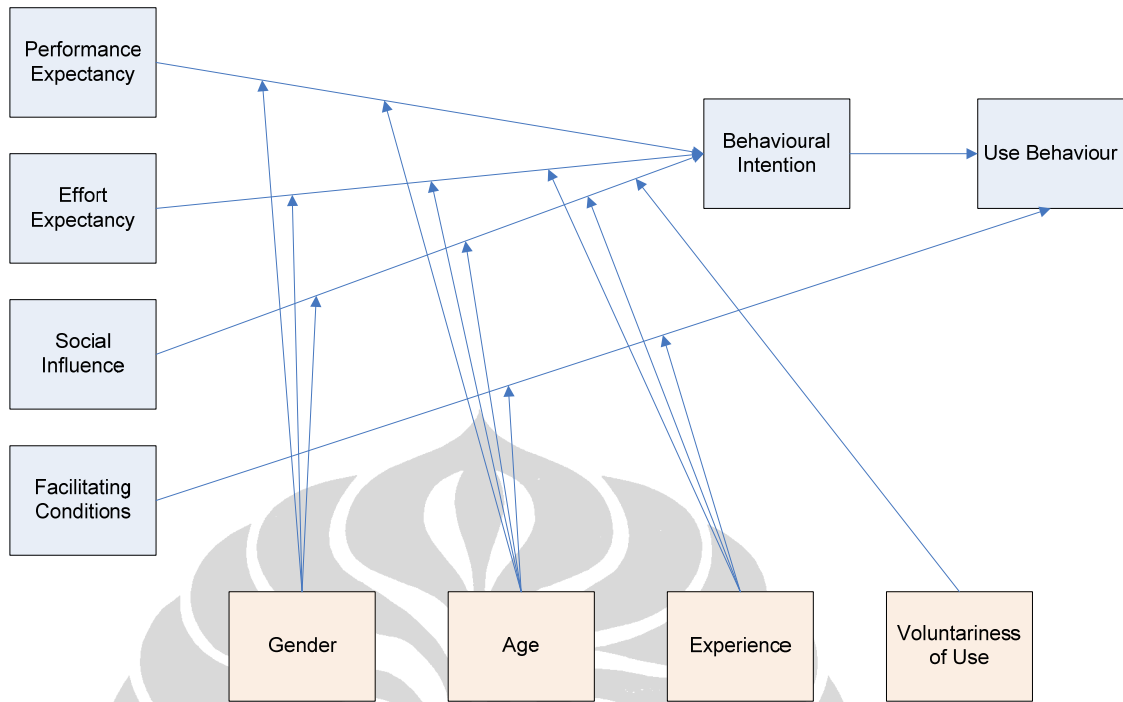 Performance
Expectancy
Effort
Expectancy
Social
Influence
Facilitating
Conditions
Behavioural
Intention
Use Behaviour
Gender
Age
Experience
Voluntariness
of Use